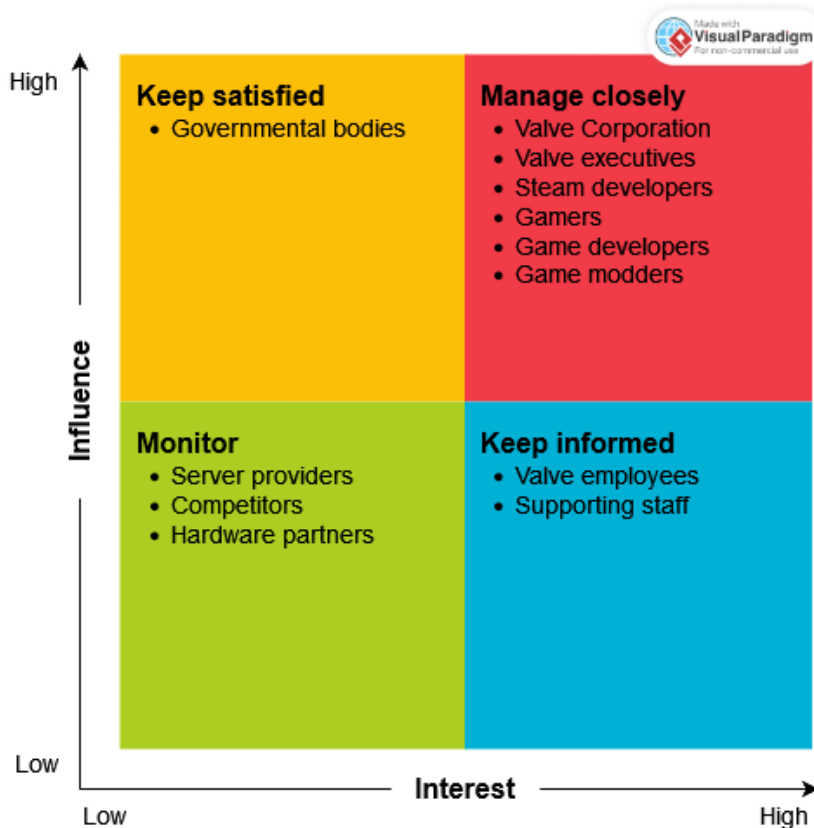 Made with
VisualParadigm
For non-commercial use
High
Keep satisfied
• Governmental bodies
Manage closely
• Valve Corporation
• Valve executives
• Steam developers
• Gamers
• Game developers
• Game modders
Influence
Monitor
• Server providers
• Competitors
• Hardware partners
Keep informed
• Valve employees
• Supporting staff
Low
Interest
Low
High